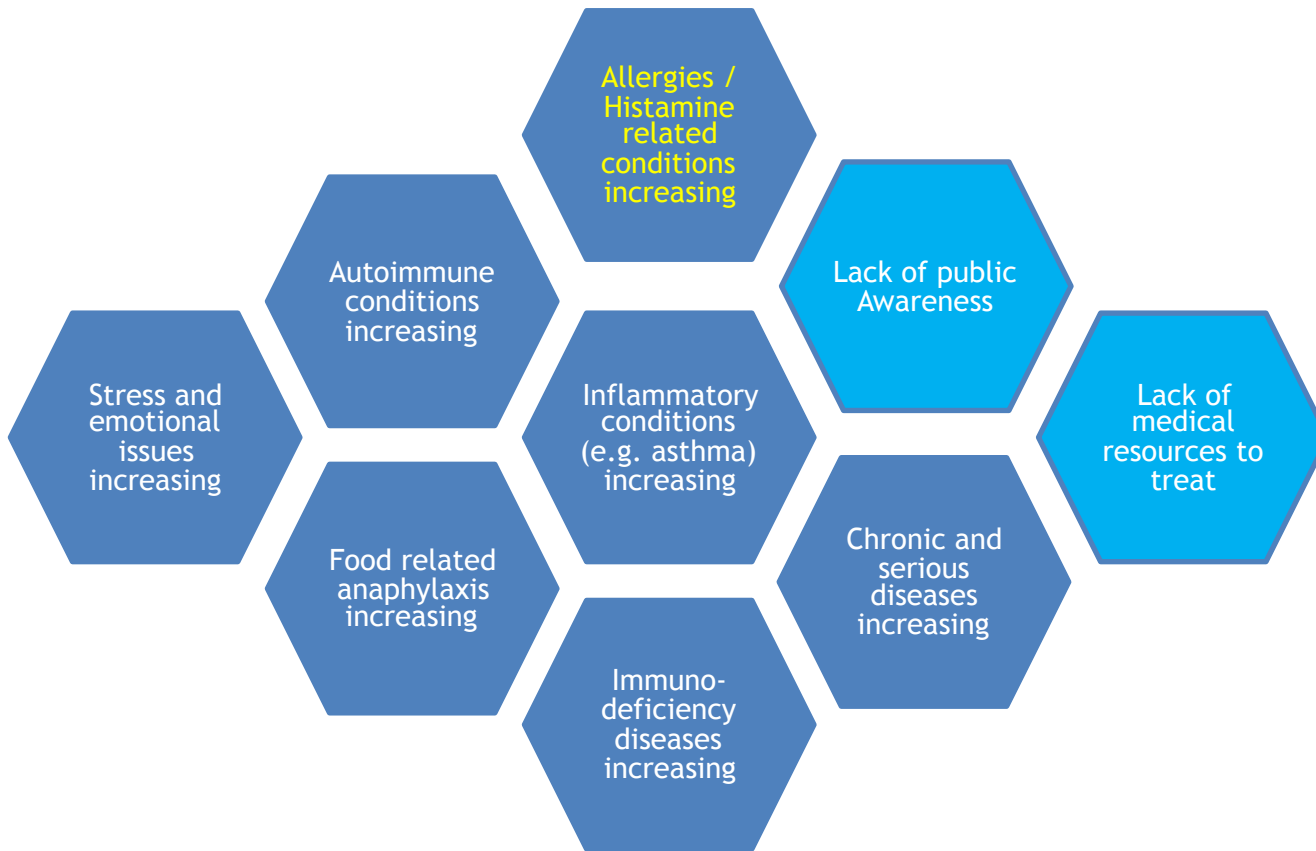 Allergies /
Histamine
related
conditions
increasing
Lack of public
Awareness
Autoimmune
conditions
increasing
Stress and
emotional
issues
increasing
Inflammatory
conditions
(e.g. asthma)
increasing
Lack of
medical
resources to
treat
Food related
anaphylaxis
increasing
Chronic and
serious
diseases
increasing
Immuno-
deficiency
diseases
increasing